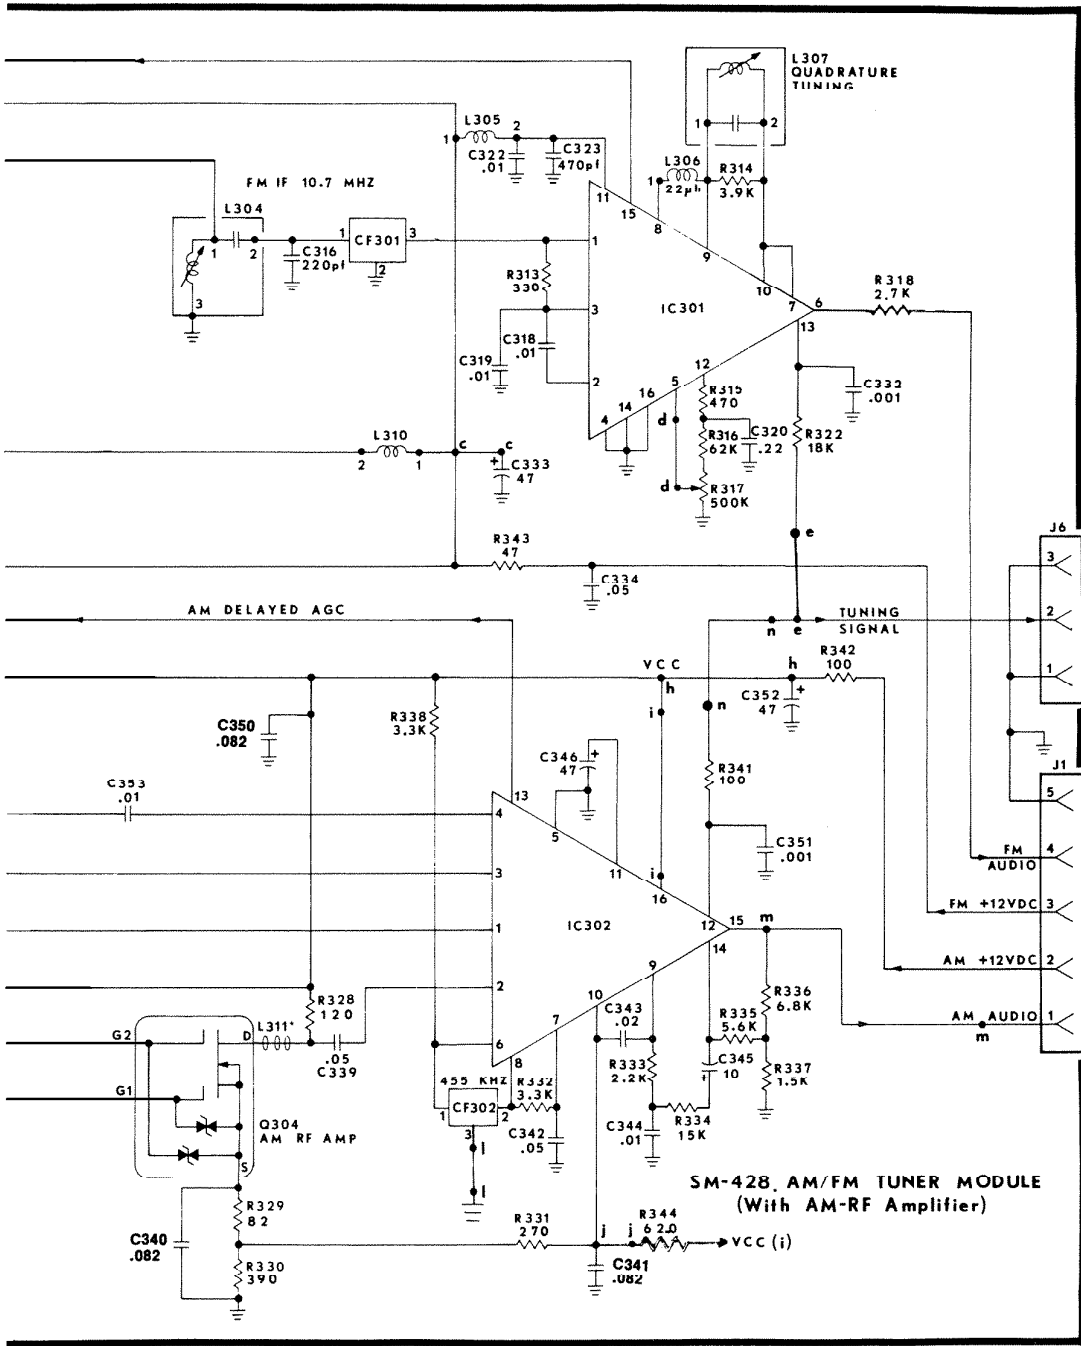 L307
QUADRATURE
TUNING
1
2
L305
1
2
C322
.01
C323
470pf
L306
1
22μh
R314
3.9K
FM IF 10.7 MHZ
L304
1
2
3
C316
220pf
1
CF301
3
2
R313
330
11
15
8
9
10
7
6
13
1
3
2
IC301
R318
2.7K
C319
.01
C318
.01
4
14
16
5
12
R315
470
d
R316
62K
C320
.22
d
R317
500K
C332
.001
R322
18K
L310
2
1
c
c
+
C333
47
e
J6
3
2
1
R343
47
C334
.05
AM DELAYED AGC
n
e
TUNING
SIGNAL
VCC
h
h
R342
100
C352
47
+
i
n
C350
.082
R338
3.3K
C346
47
+
R341
100
J1
5
4
3
2
1
C353
.01
13
4
5
11
i
16
C351
.001
FM
AUDIO
FM +12VDC
AM +12VDC
AM AUDIO
m
3
1
2
6
IC302
12
15
m
14
9
10
7
8
R328
120
L311*
.05
C339
G2
G1
D
S
Q304
AM RF AMP
C343
.02
R335
5.6K
R336
6.8K
R333
2.2K
C345
10
+
R337
1.5K
455 KHZ
1
CF302
2
3
R332
3.3K
C342
.05
C344
.01
R334
15K
l
l
SM-428, AM/FM TUNER MODULE
(With AM-RF Amplifier)
R329
82
C340
.082
R330
390
R331
270
j
j
R344
620
VCC (i)
C341
.082